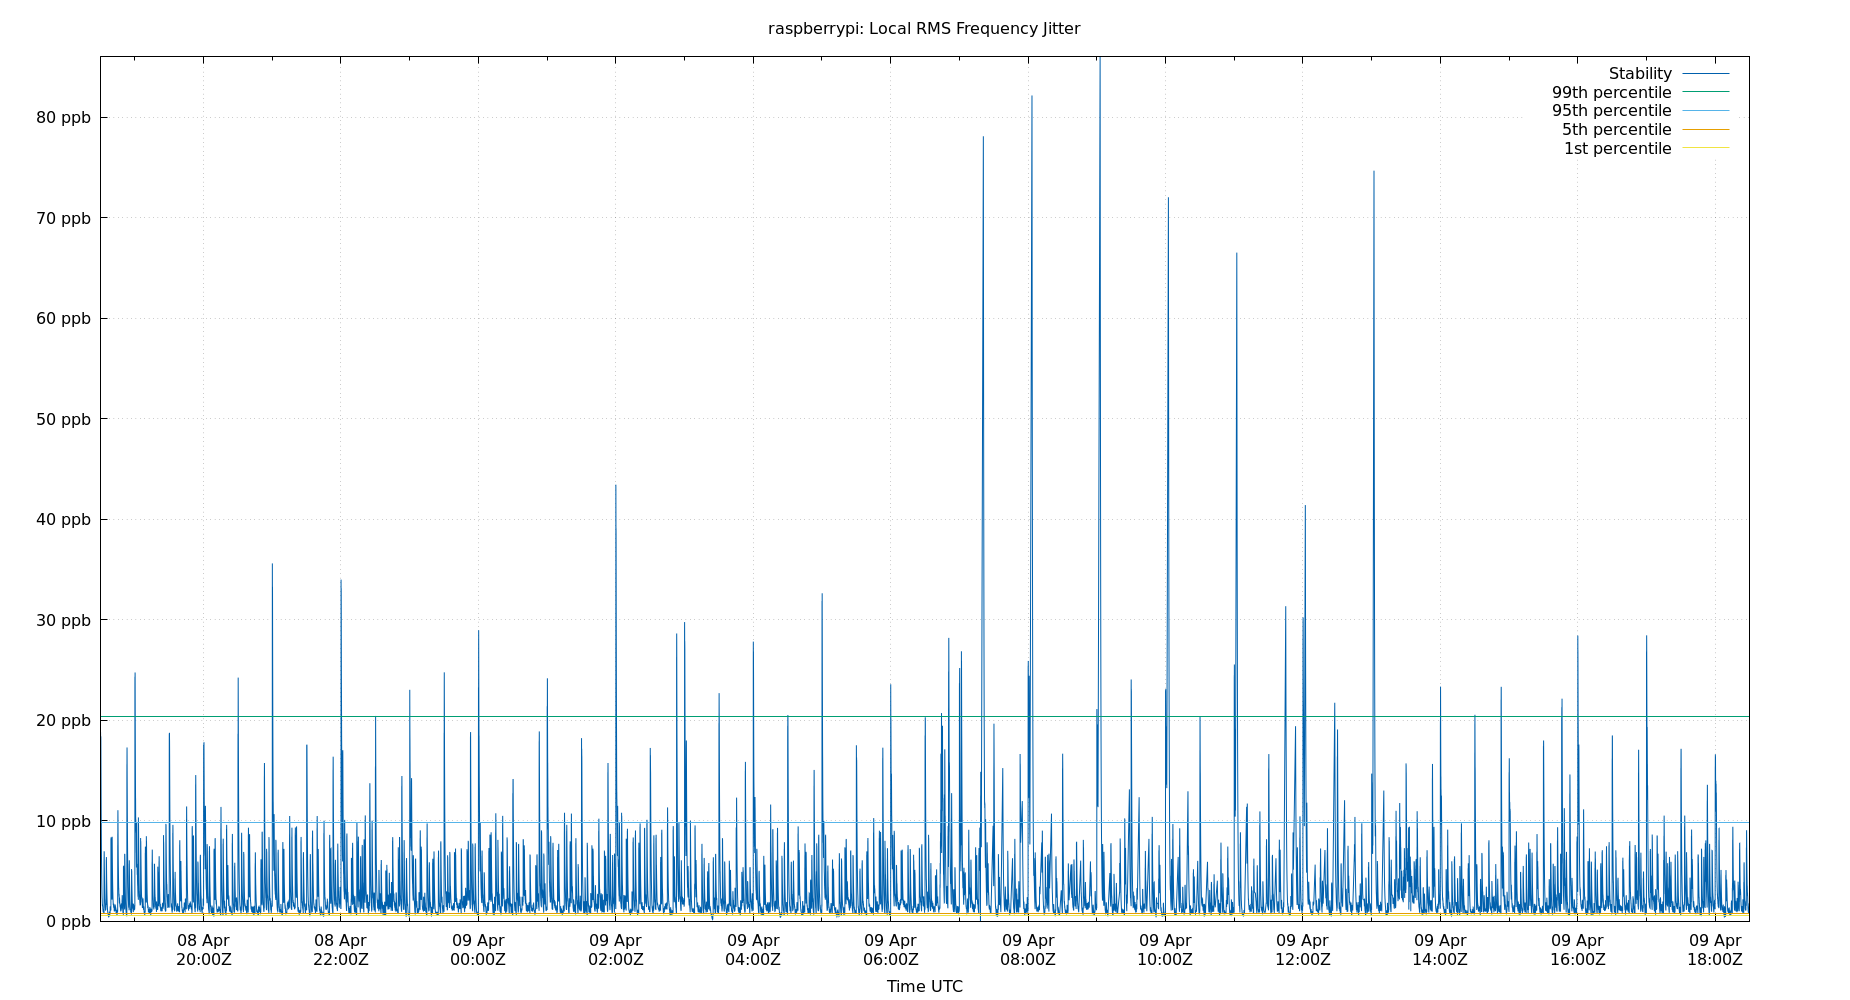 raspberrypi: Local RMS Frequency Jitter
Stability
99th percentile
95th percentile
5th percentile
1st percentile
80 ppb
70 ppb
60 ppb
50 ppb
40 ppb
30 ppb
20 ppb
10 ppb
0 ppb
08 Apr 08 Apr 09 Apr 09 Apr 09 Apr 09 Apr 09 Apr 09 Apr 09 Apr 09 Apr 09 Apr 09 Apr
20:00Z 22:00Z 00:00Z 02:00Z 04:00Z 06:00Z 08:00Z 10:00Z 12:00Z 14:00Z 16:00Z 18:00Z
Time UTC